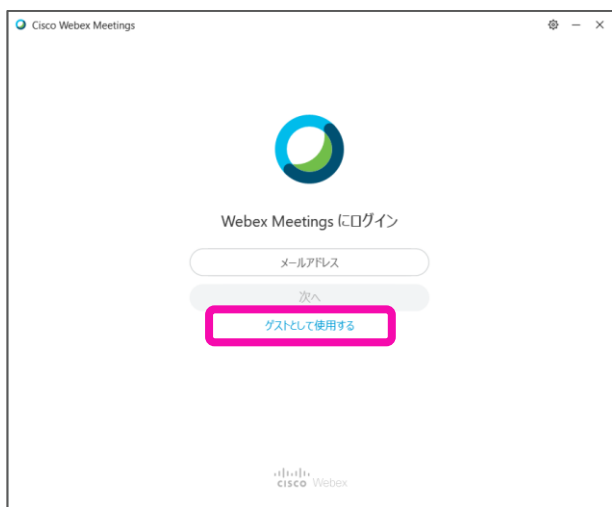 Cisco Webex Meetings
Webex Meetings にログイン
メールアドレス
次へ
ゲストとして使用する
CISCO Webex